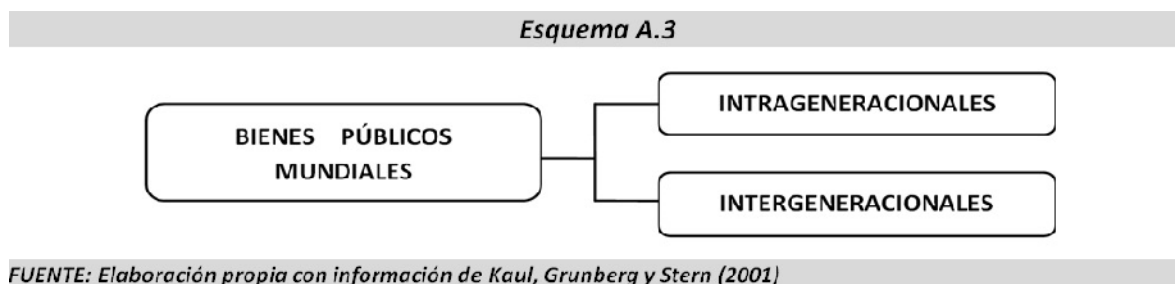 Esquema A.3
BIENES PÚBLICOS
MUNDIALES
INTRAGENERACIONALES
INTERGENERACIONALES
FUENTE: Elaboración propia con información de Kaul, Grunberg y Stern (2001)